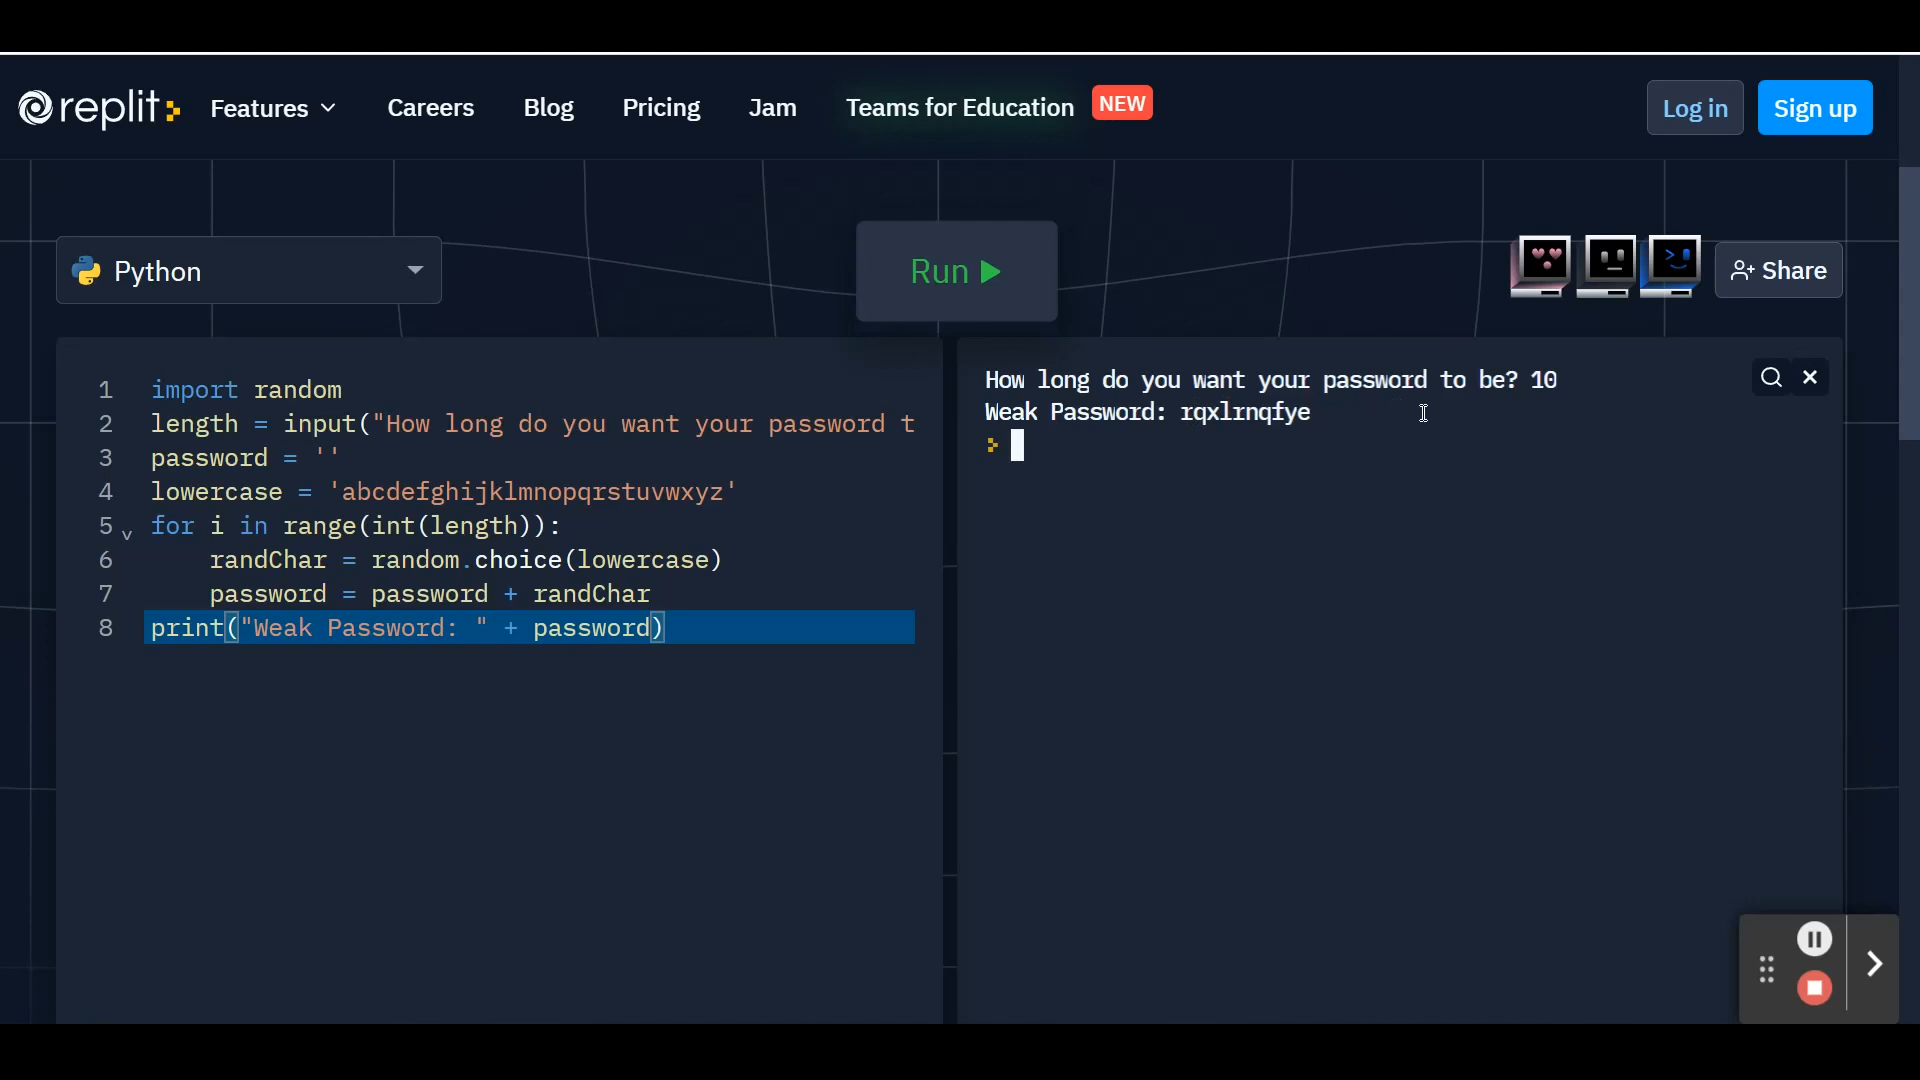 replit
Features
Careers
Blog
Pricing
Jam
Teams for Education
NEW
Log in
Sign up
Python
Run
Share
1 import random
2 length = input("How long do you want your password t
3 password = ''
4 lowercase = 'abcdefghijklmnopqrstuvwxyz'
5 for i in range(int(length)):
6 randChar = random.choice(lowercase)
7 password = password + randChar
8 print("Weak Password: " + password)
How long do you want your password to be? 10
Weak Password: rqxlrnqfye